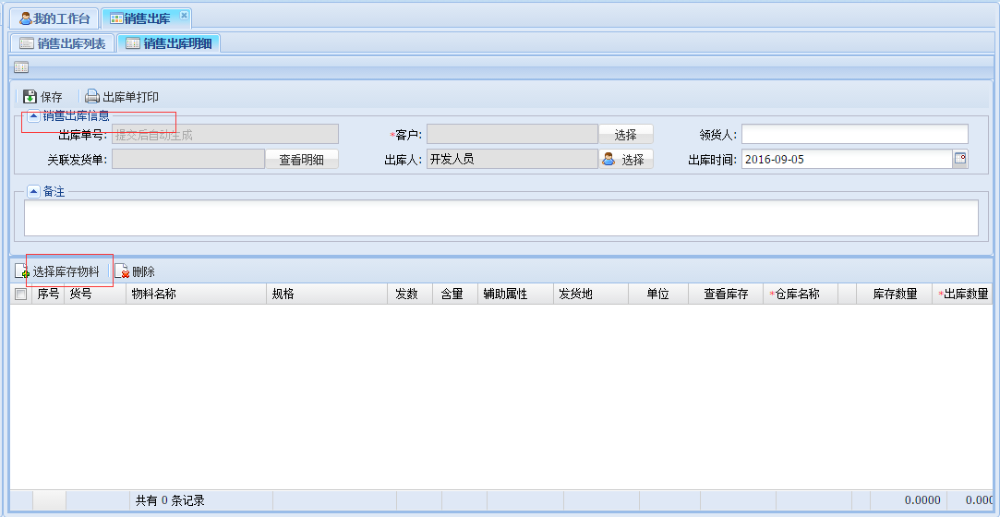 我的工作台 销售出库
销售出库列表 销售出库明细
保存 出库单打印
销售出库信息
出库单号: 提交后自动生成 *客户: 选择 领货人:
关联发货单: 查看明细 出库人: 开发人员 选择 出库时间: 2016-09-05
备注
选择库存物料 删除
序号 货号 物料名称 规格 发数 含量 辅助属性 发货地 单位 查看库存 *仓库名称 库存数量 *出库数量
共有 0 条记录 0.0000 0.000